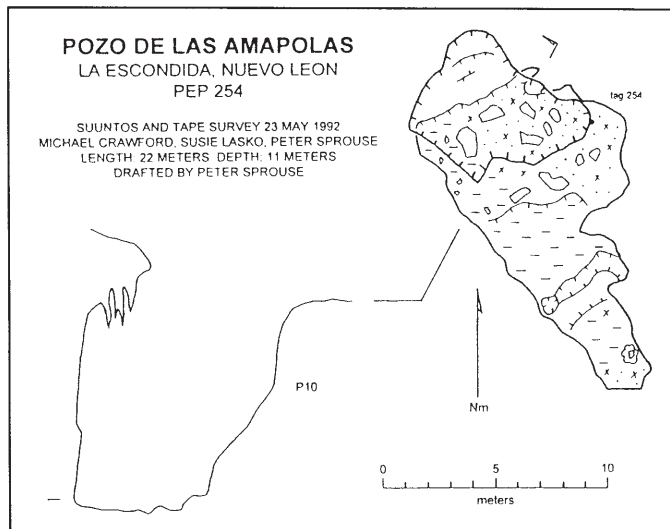 POZO DE LAS AMAPOLAS
LA ESCONDIDA, NUEVO LEON
PEP 254
SUUNTOS AND TAPE SURVEY 23 MAY 1992
MICHAEL CRAWFORD, SUSIE LASKO, PETER SPROUSE
LENGTH 22 METERS DEPTH: 11 METERS
DRAFTED BY PETER SPROUSE
tag 254
P10
Nm
0 5 10
meters